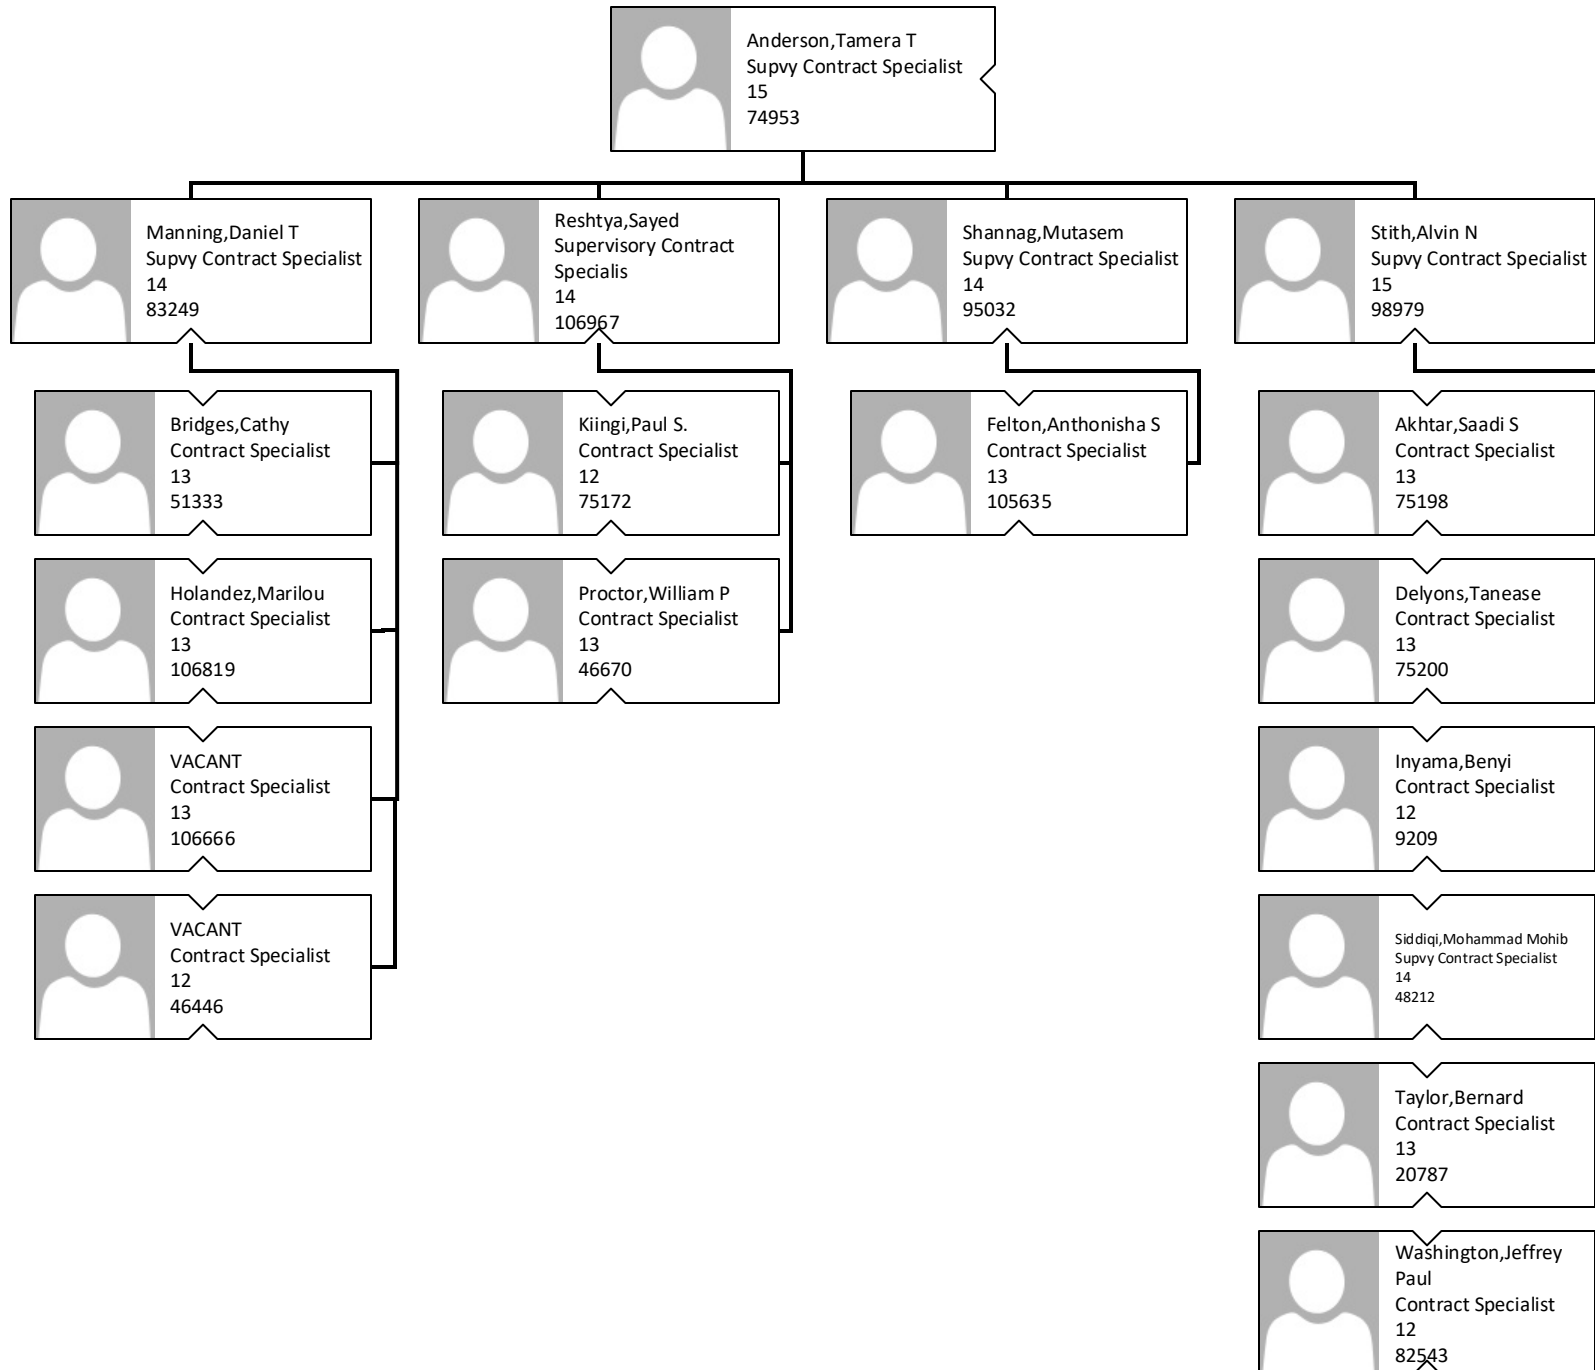 Anderson,Tamera T
Supvy Contract Specialist
15
74953
Manning,Daniel T
Supvy Contract Specialist
14
83249
Reshtya,Sayed
Supervisory Contract
Specialis
14
106967
Shannag,Mutasem
Supvy Contract Specialist
14
95032
Stith,Alvin N
Supvy Contract Specialist
15
98979
Bridges,Cathy
Contract Specialist
13
51333
Kiingi,Paul S.
Contract Specialist
12
75172
Felton,Anthonisha S
Contract Specialist
13
105635
Akhtar,Saadi S
Contract Specialist
13
75198
Holandez,Marilou
Contract Specialist
13
106819
Proctor,William P
Contract Specialist
13
46670
Delyons,Tanease
Contract Specialist
13
75200
VACANT
Contract Specialist
13
106666
Inyama,Benyi
Contract Specialist
12
9209
VACANT
Contract Specialist
12
46446
Siddiqi,Mohammad Mohib
Supvy Contract Specialist
14
48212
Taylor,Bernard
Contract Specialist
13
20787
Washington,Jeffrey
Paul
Contract Specialist
12
82543